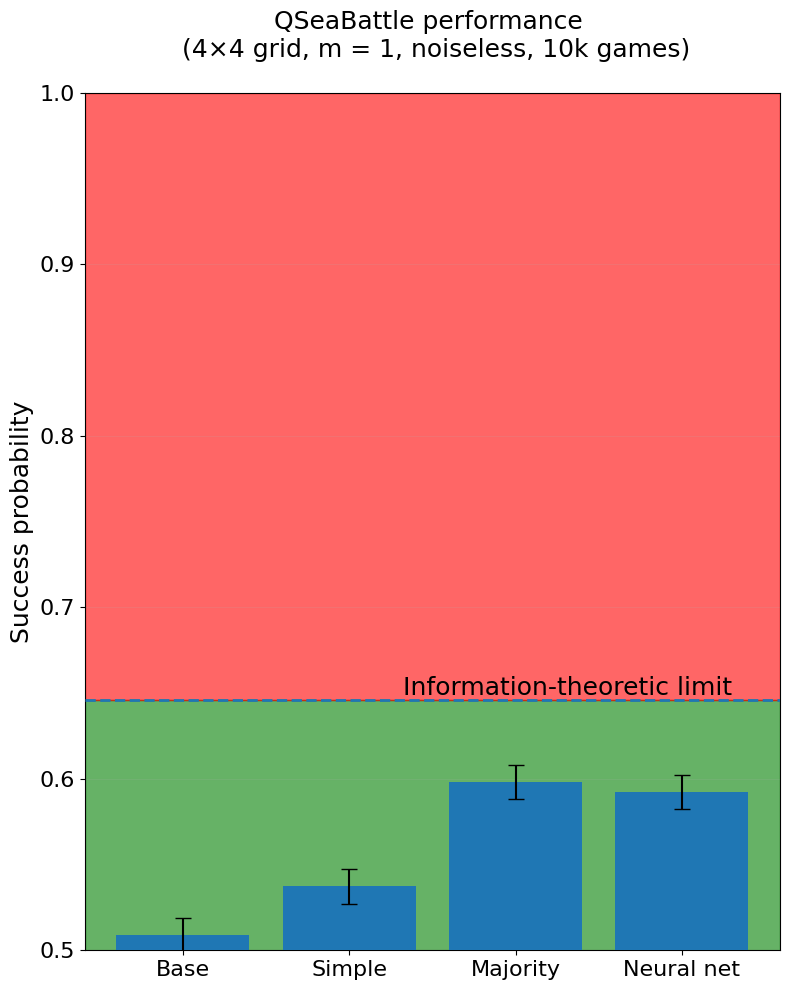 QSeaBattle performance
(4×4 grid, m = 1, noiseless, 10k games)
1.0
0.9
0.8
0.7
0.6
0.5
Success probability
Information-theoretic limit
Base
Simple
Majority
Neural net